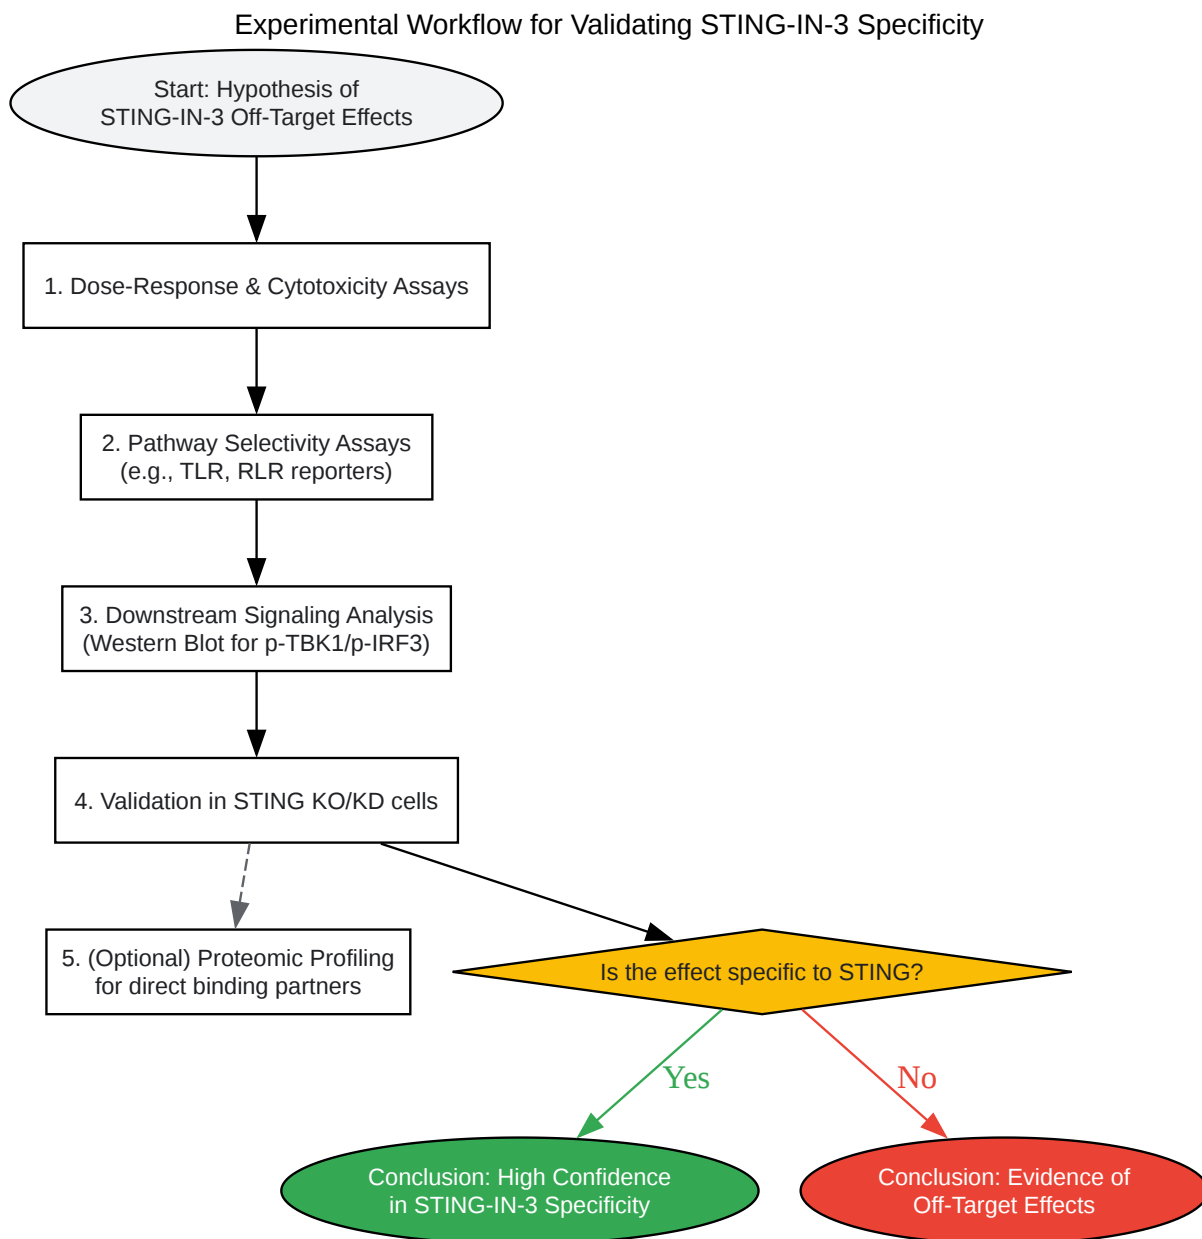 Experimental Workflow for Validating STING-IN-3 Specificity
Start: Hypothesis of
STING-IN-3 Off-Target Effects
1. Dose-Response & Cytotoxicity Assays
2. Pathway Selectivity Assays
(e.g., TLR, RLR reporters)
3. Downstream Signaling Analysis
(Western Blot for p-TBK1/p-IRF3)
4. Validation in STING KO/KD cells
5. (Optional) Proteomic Profiling
for direct binding partners
Is the effect specific to STING?
Yes
No
Conclusion: High Confidence
in STING-IN-3 Specificity
Conclusion: Evidence of
Off-Target Effects